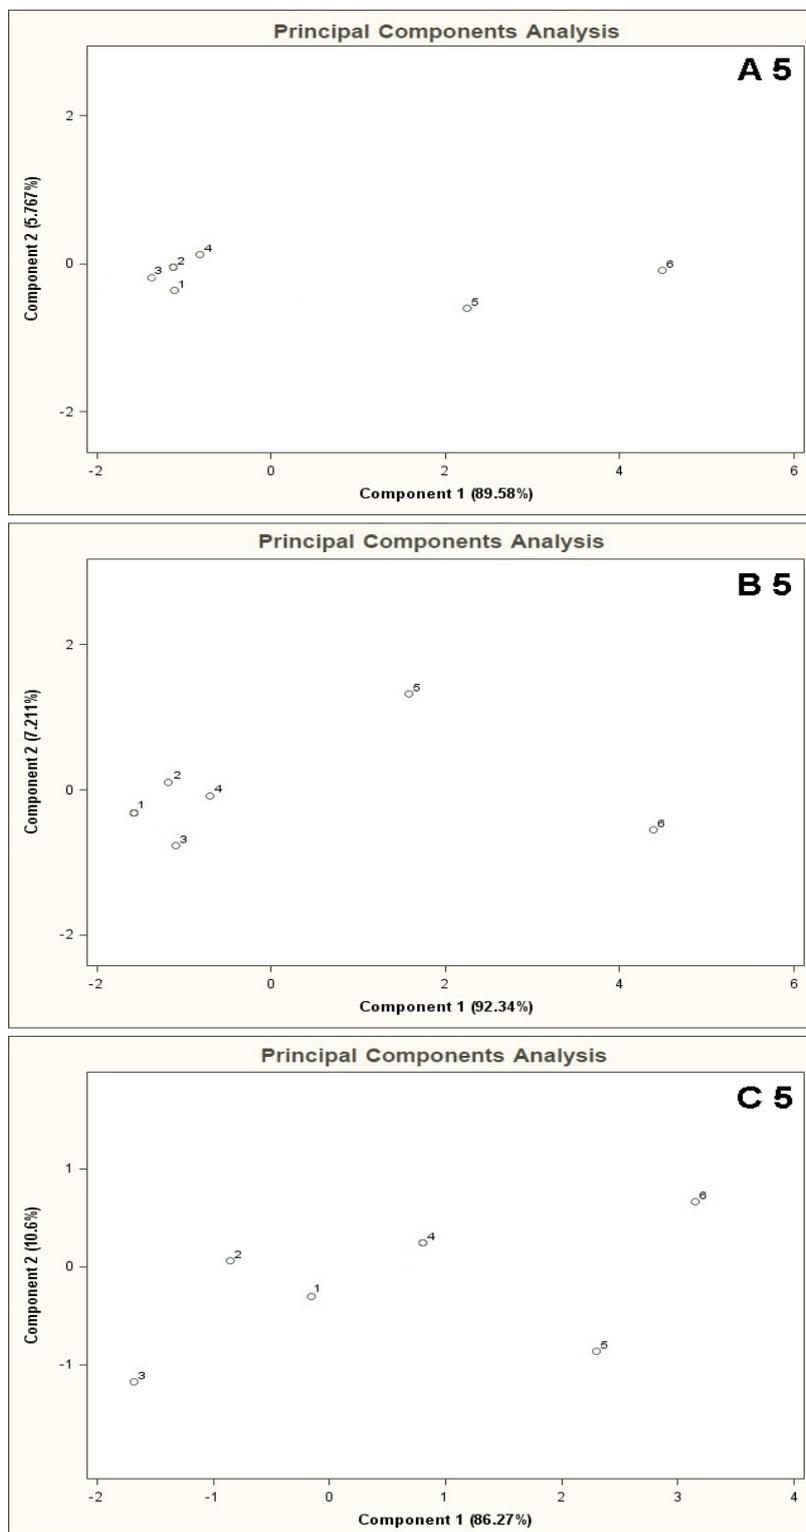 Principal Components Analysis
A 5
2
0
-2
Component 2 (5.767%)
3
2
4
1
5
6
-2 0 2 4 6
Component 1 (89.58%)
Principal Components Analysis
B 5
2
0
-2
Component 2 (7.211%)
5
2
4
1
3
6
-2 0 2 4 6
Component 1 (92.34%)
Principal Components Analysis
C 5
1
0
-1
Component 2 (10.6%)
6
4
2
1
5
3
-2 -1 0 1 2 3 4
Component 1 (86.27%)